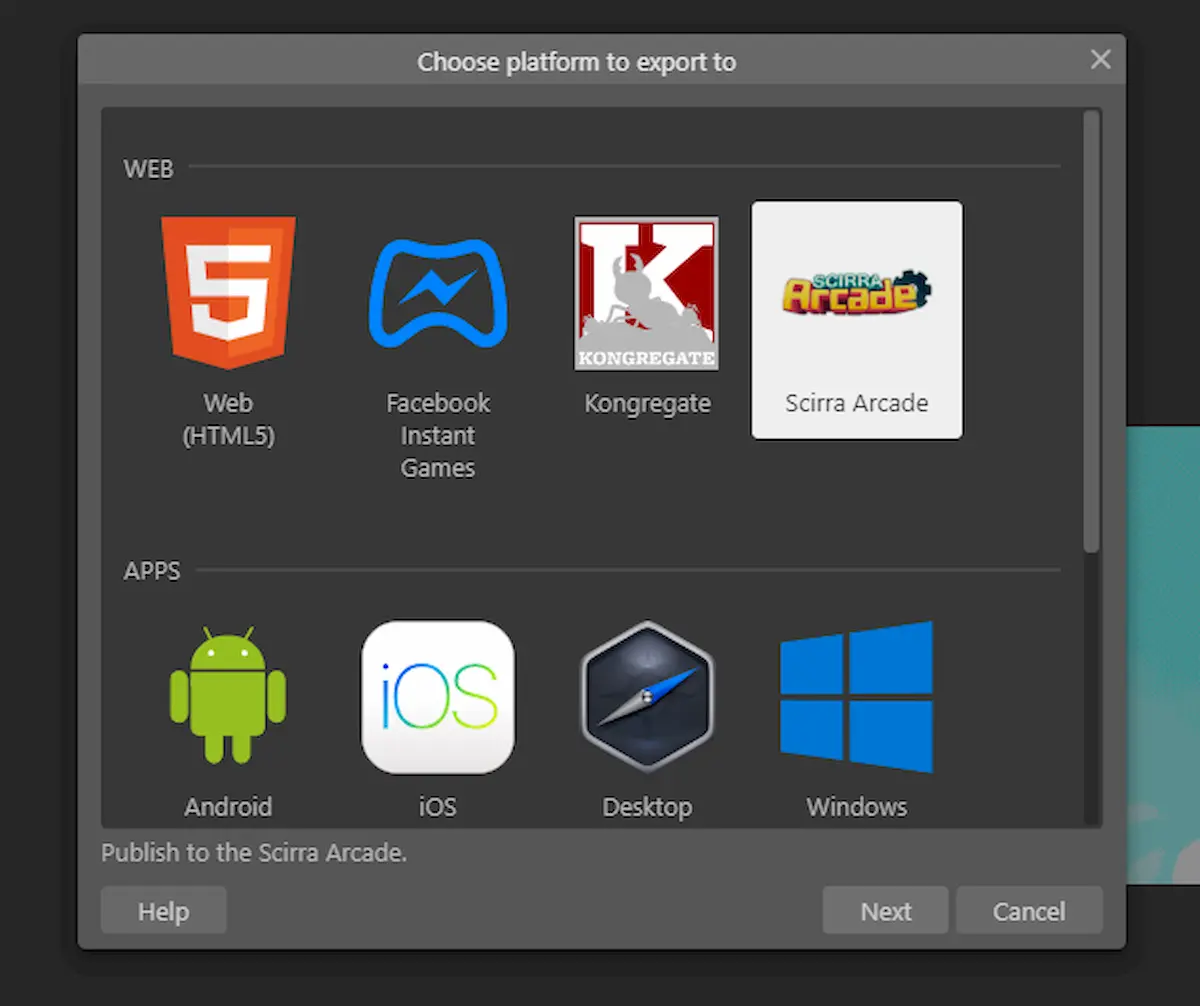 Choose platform to export to
WEB
5
KONGREGATE
K
SCIRRA
Arcade
Web
(HTML5)
Facebook
Instant
Games
Kongregate
Scirra Arcade
APPS
iOS
Android
iOS
Desktop
Windows
Publish to the Scirra Arcade.
Help
Next
Cancel